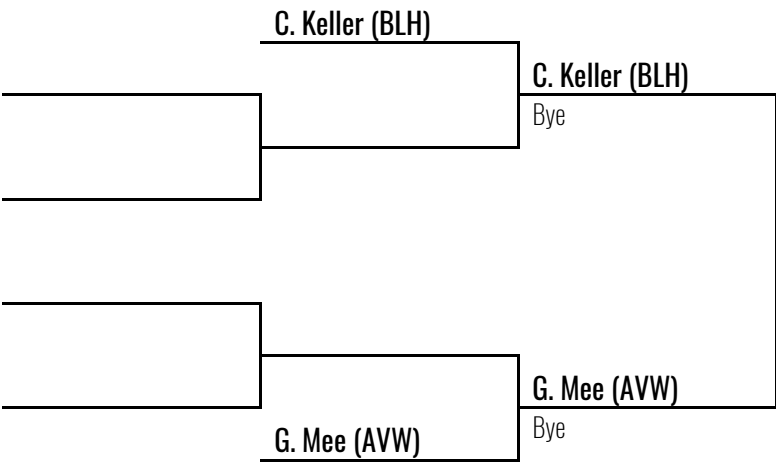 C. Keller (BLH)
C. Keller (BLH)
Bye
G. Mee (AVW)
Bye
G. Mee (AVW)